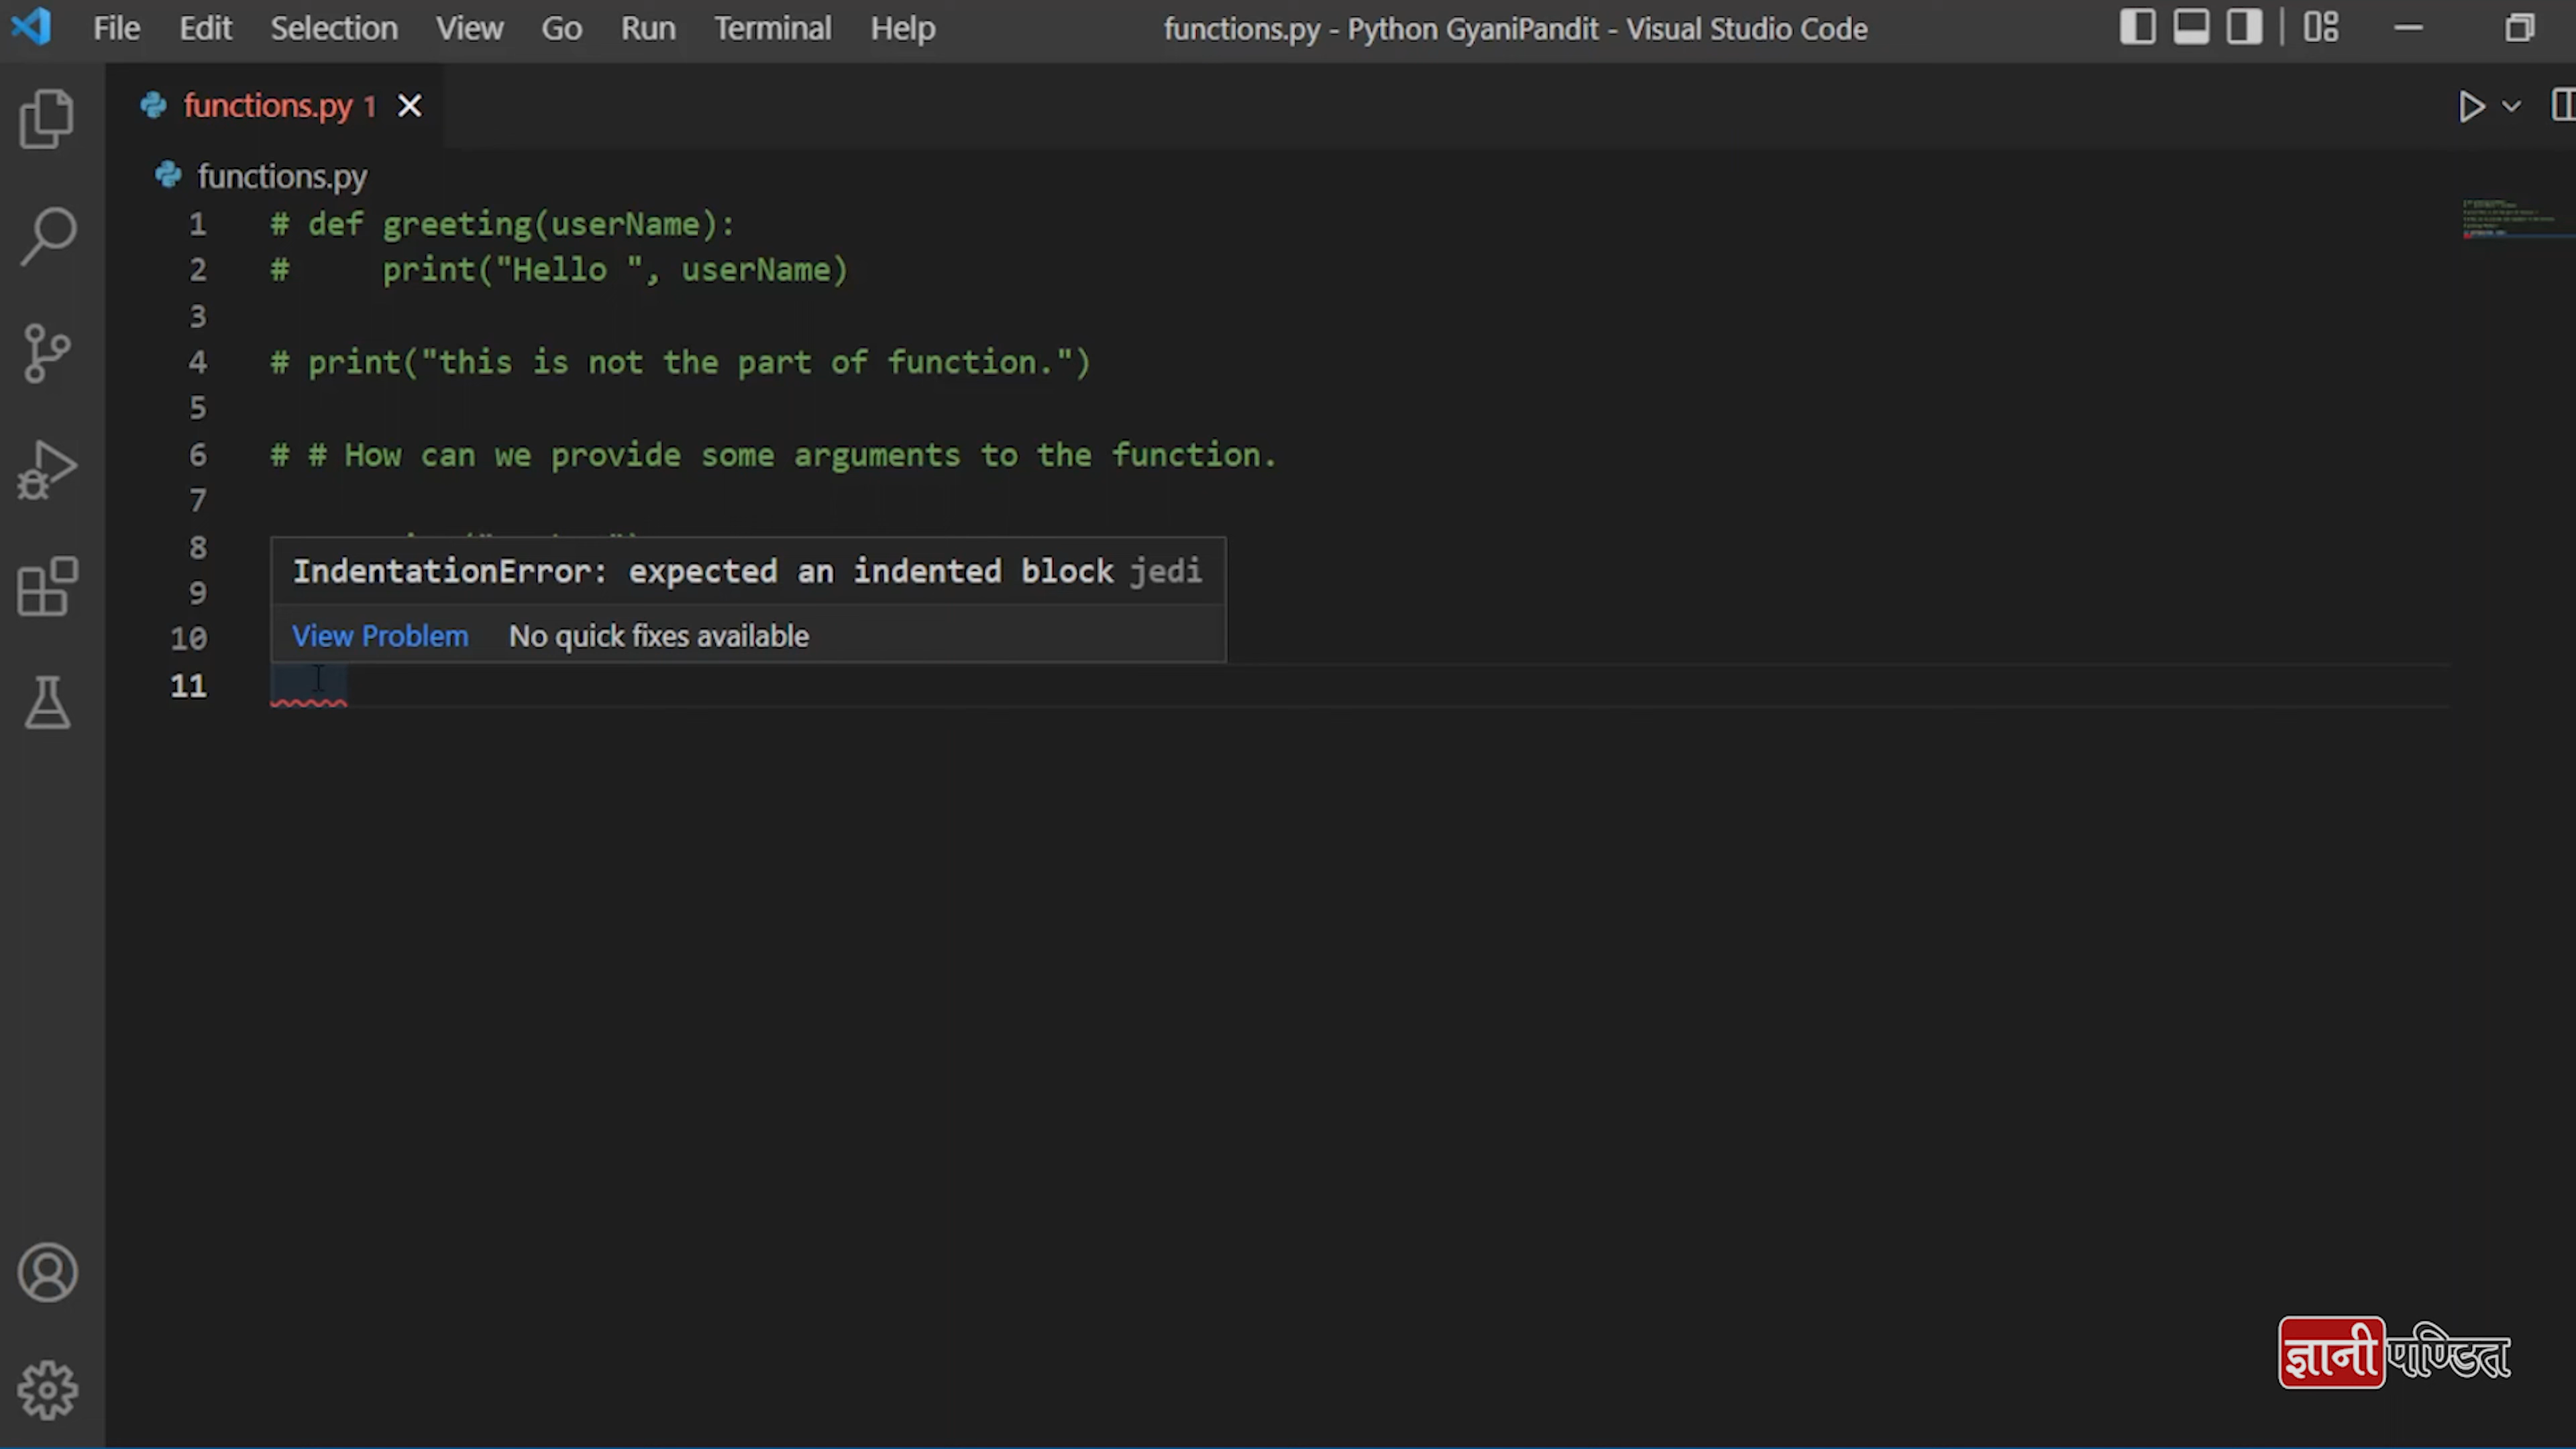 File Edit Selection View Go Run Terminal Help functions.py - Python GyaniPandit - Visual Studio Code
functions.py 1
functions.py
1 # def greeting(userName):
2 #     print("Hello ", userName)
3
4 # print("this is not the part of function.")
5
6 # # How can we provide some arguments to the function.
7
8
IndentationError: expected an indented block jedi
9
10
View Problem No quick fixes available
11
ज्ञानी पण्डित